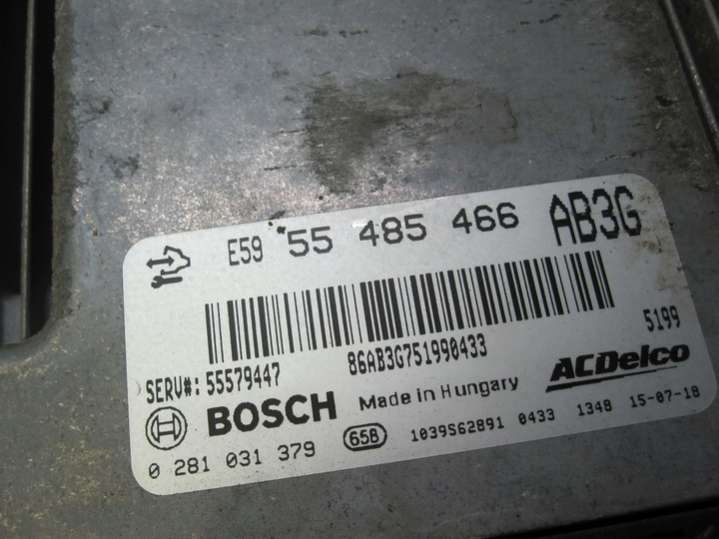 E59 55 485 466 AB3G
86AB3G751990433 5199
SERV#: 55579447
BOSCH Made in Hungary ACDelco
0 281 031 379 65B 1039S62891 0433 1348 15-07-18